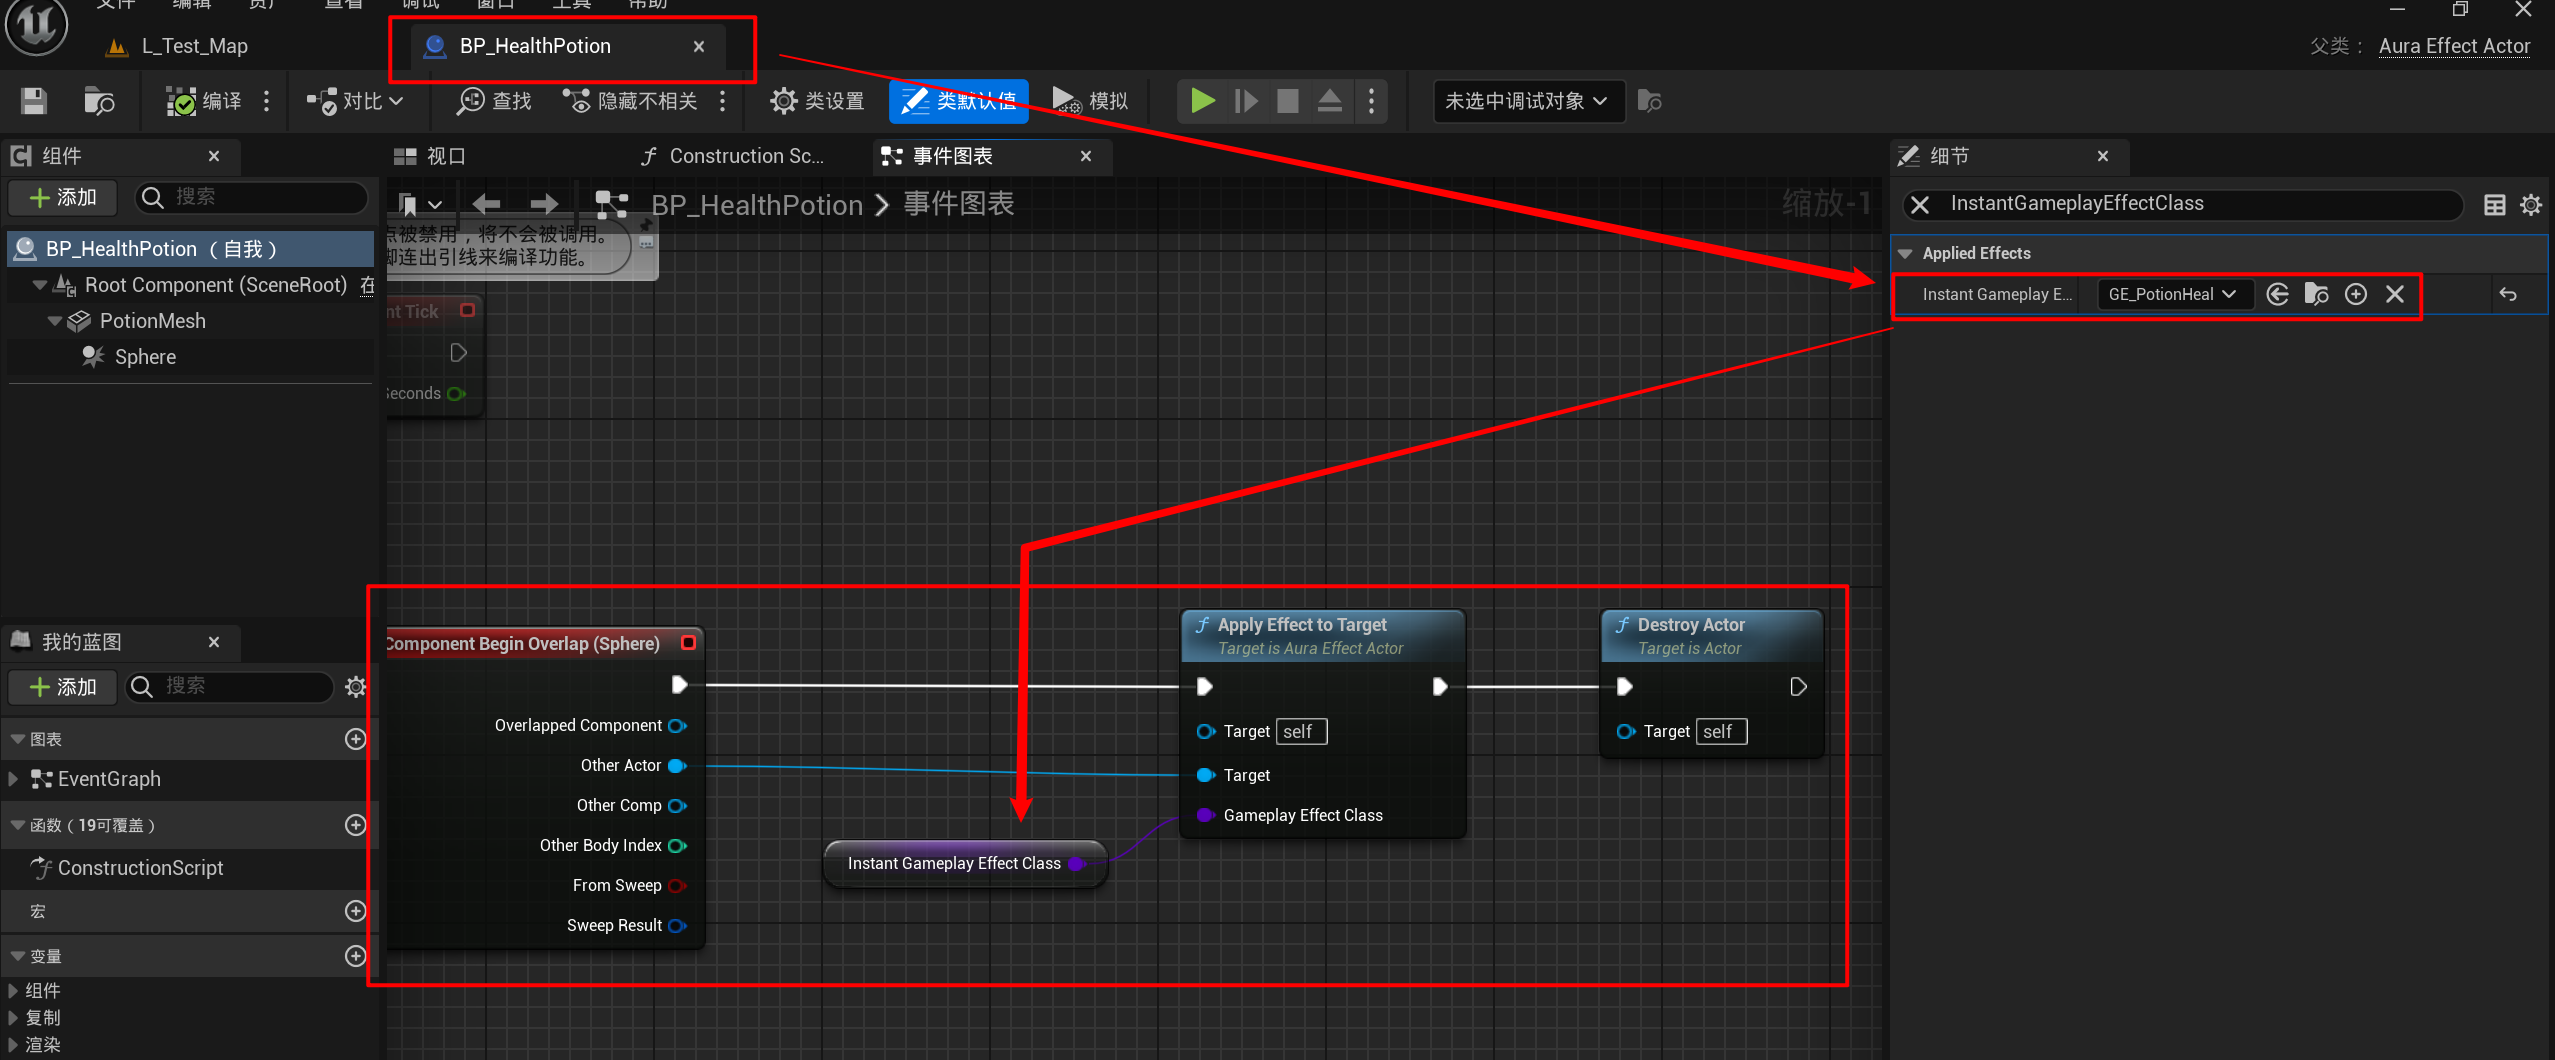 文件 编辑 资产 查看 调试 窗口 工具 帮助
L_Test_Map
BP_HealthPotion
父类：
Aura Effect Actor
编译
对比
查找
隐藏不相关
类设置
类默认值
模拟
未选中调试对象
组件
添加
搜索
BP_HealthPotion （自我）
Root Component (SceneRoot) 在
PotionMesh
Sphere
我的蓝图
添加
搜索
图表
EventGraph
函数（19可覆盖）
ConstructionScript
宏
变量
组件
复制
渲染
视口
Construction Sc...
事件图表
BP_HealthPotion > 事件图表
缩放-1
点被禁用，将不会被调用。
脚连出引线来编译功能。
nt Tick
Seconds
Component Begin Overlap (Sphere)
Overlapped Component
Other Actor
Other Comp
Other Body Index
From Sweep
Sweep Result
Instant Gameplay Effect Class
Apply Effect to Target
Target is Aura Effect Actor
Target self
Target
Gameplay Effect Class
Destroy Actor
Target is Actor
Target self
细节
InstantGameplayEffectClass
Applied Effects
Instant Gameplay E...
GE_PotionHeal